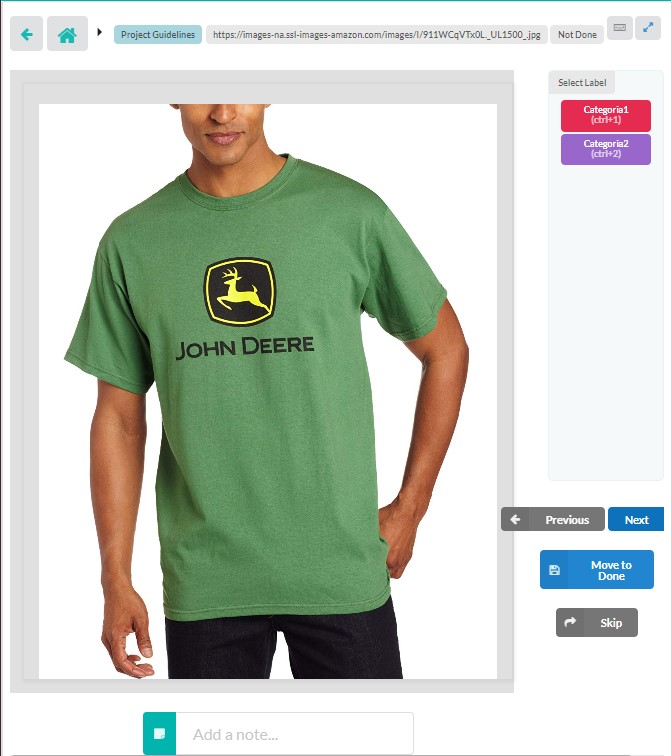 Project Guidelines
https://images-na.ssl-images-amazon.com/images/I/911WCqVTx0L._UL1500_.jpg
Not Done
Select Label
Categoria1
(ctrl+1)
Categoria2
(ctrl+2)
JOHN DEERE
Previous
Next
Move to
Done
Skip
Add a note...